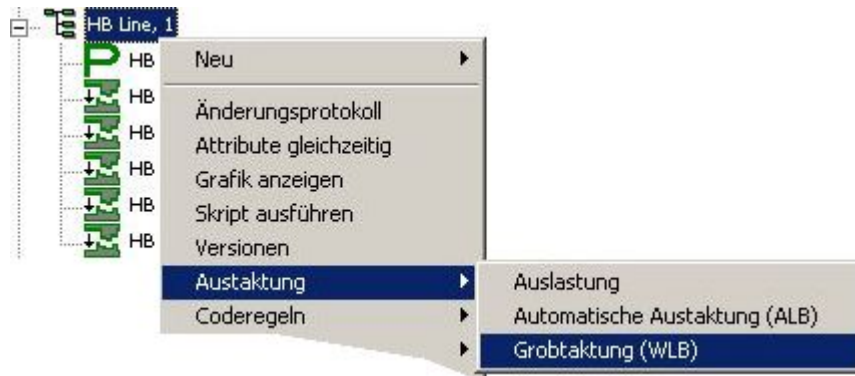 HB Line, 1
HB
HB
HB
HB
HB
HB
Neu
Änderungsprotokoll
Attribute gleichzeitig
Grafik anzeigen
Skript ausführen
Versionen
Austaktung
Coderegeln
Auslastung
Automatische Austaktung (ALB)
Grobtaktung (WLB)